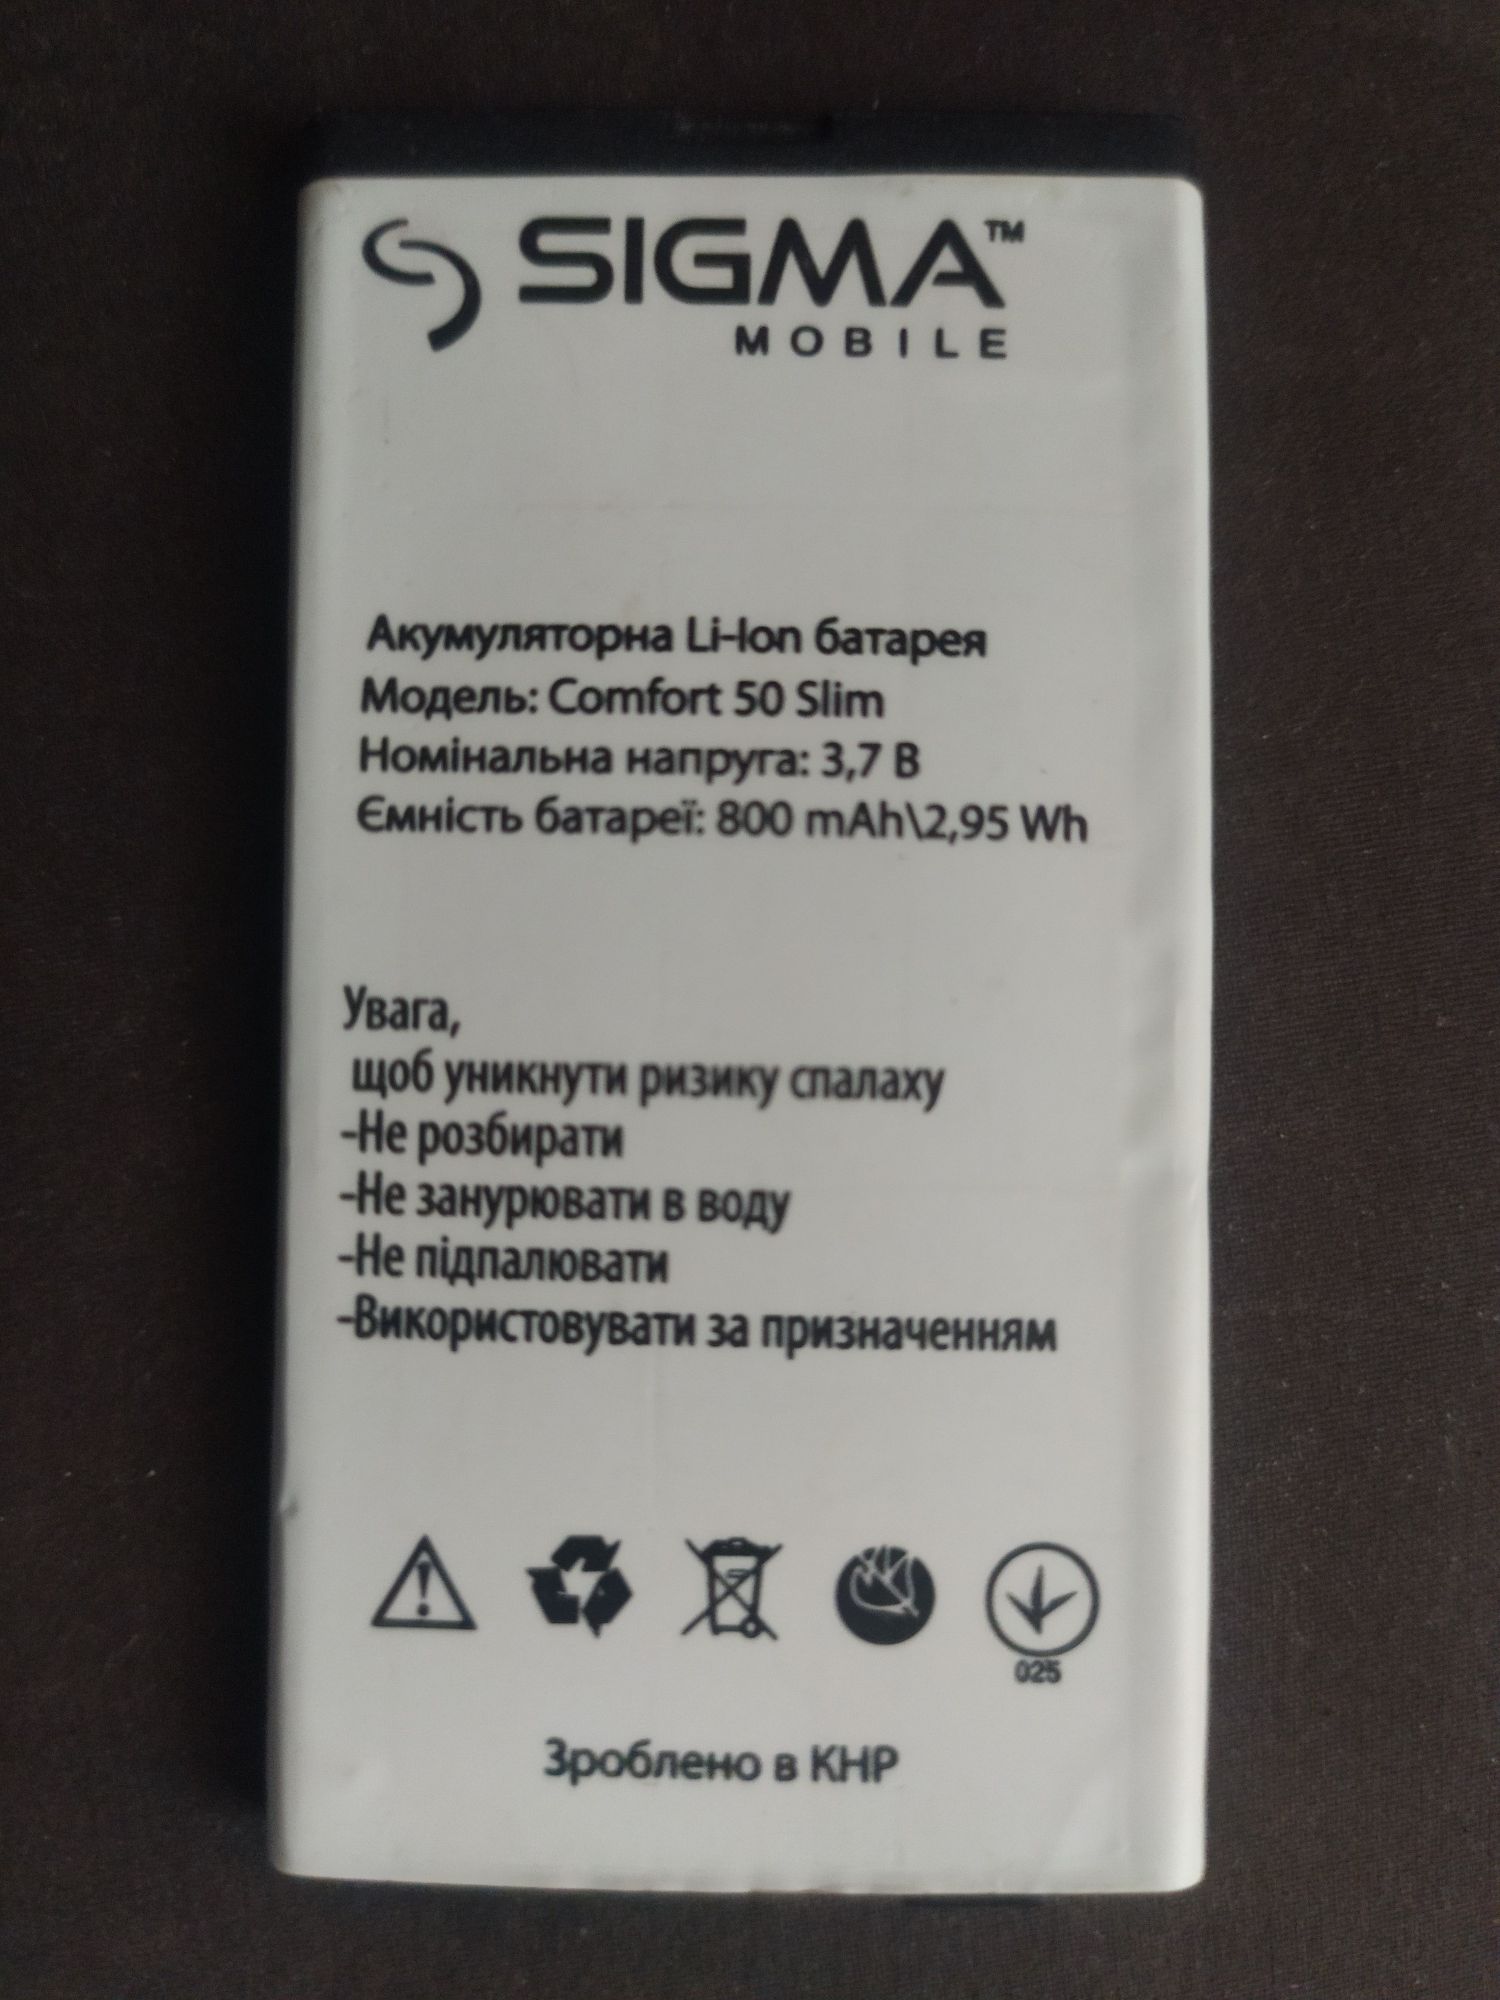 SIGMA™
MOBILE
Акумуляторна Li-Ion батарея
Модель: Comfort 50 Slim
Номінальна напруга: 3,7 В
Ємність батареї: 800 mAh\2,95 Wh
Увага,
щоб уникнути ризику спалаху
-Не розбирати
-Не занурювати в воду
-Не підпалювати
-Використовувати за призначенням
025
Зроблено в КНР